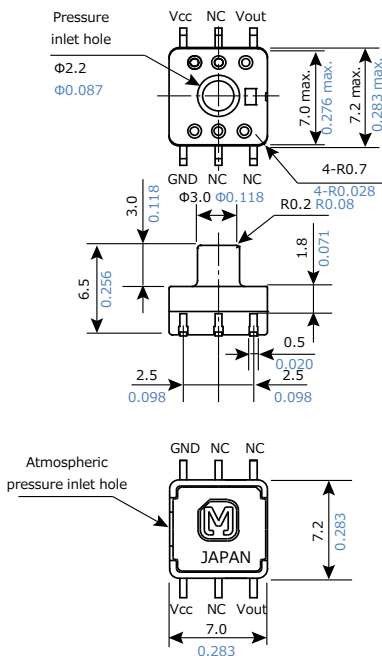 Pressure
inlet hole
Φ2.2
Φ0.087
Vcc NC Vout
7.0 max.
0.276 max.
7.2 max.
0.283 max.
4-R0.7
4-R0.028
GND NC NC
Φ3.0 Φ0.118
R0.2 R0.08
3.0
0.118
6.5
0.256
1.8
0.071
0.5
0.020
2.5
0.098
2.5
0.098
GND NC NC
Atmospheric
pressure inlet hole
M
JAPAN
7.2
0.283
Vcc NC Vout
7.0
0.283